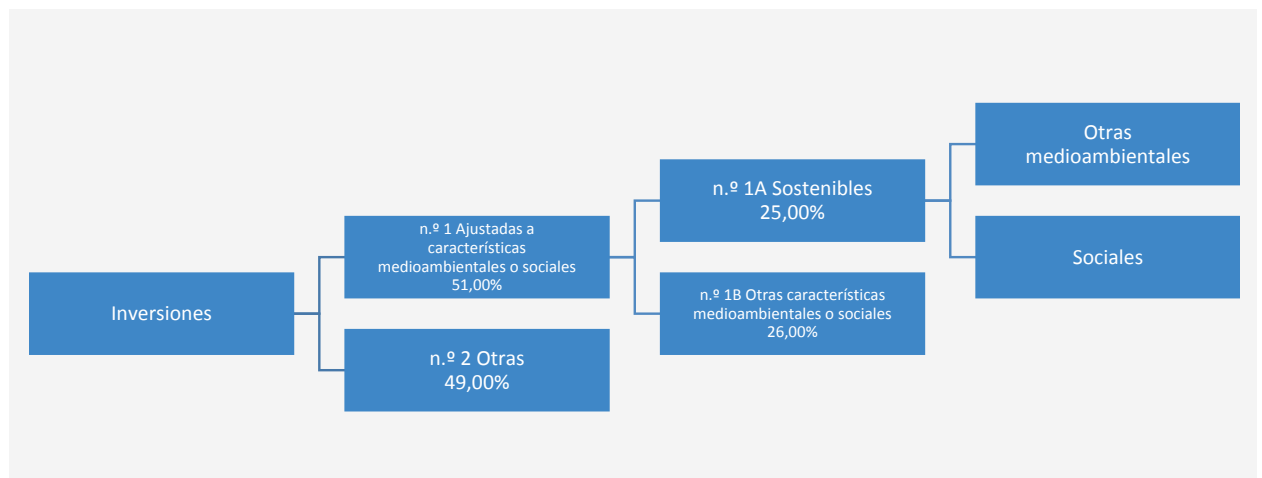 Inversiones
n.º 1 Ajustadas a
características
medioambientales o sociales
51,00%
n.º 2 Otras
49,00%
n.º 1A Sostenibles
25,00%
n.º 1B Otras características
medioambientales o sociales
26,00%
Otras
medioambientales
Sociales